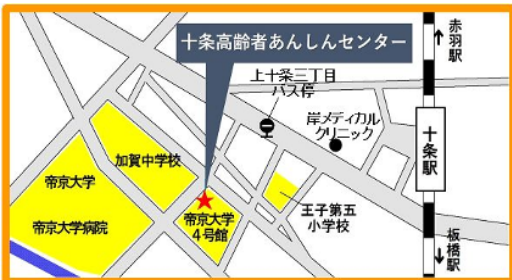 十条高齢者あんしんセンター
赤羽駅
上十条三丁目
バス停
岸メディカル
クリニック
十条駅
加賀中学校
帝京大学
帝京大学病院
帝京大学
4号館
王子第五
小学校
板橋駅